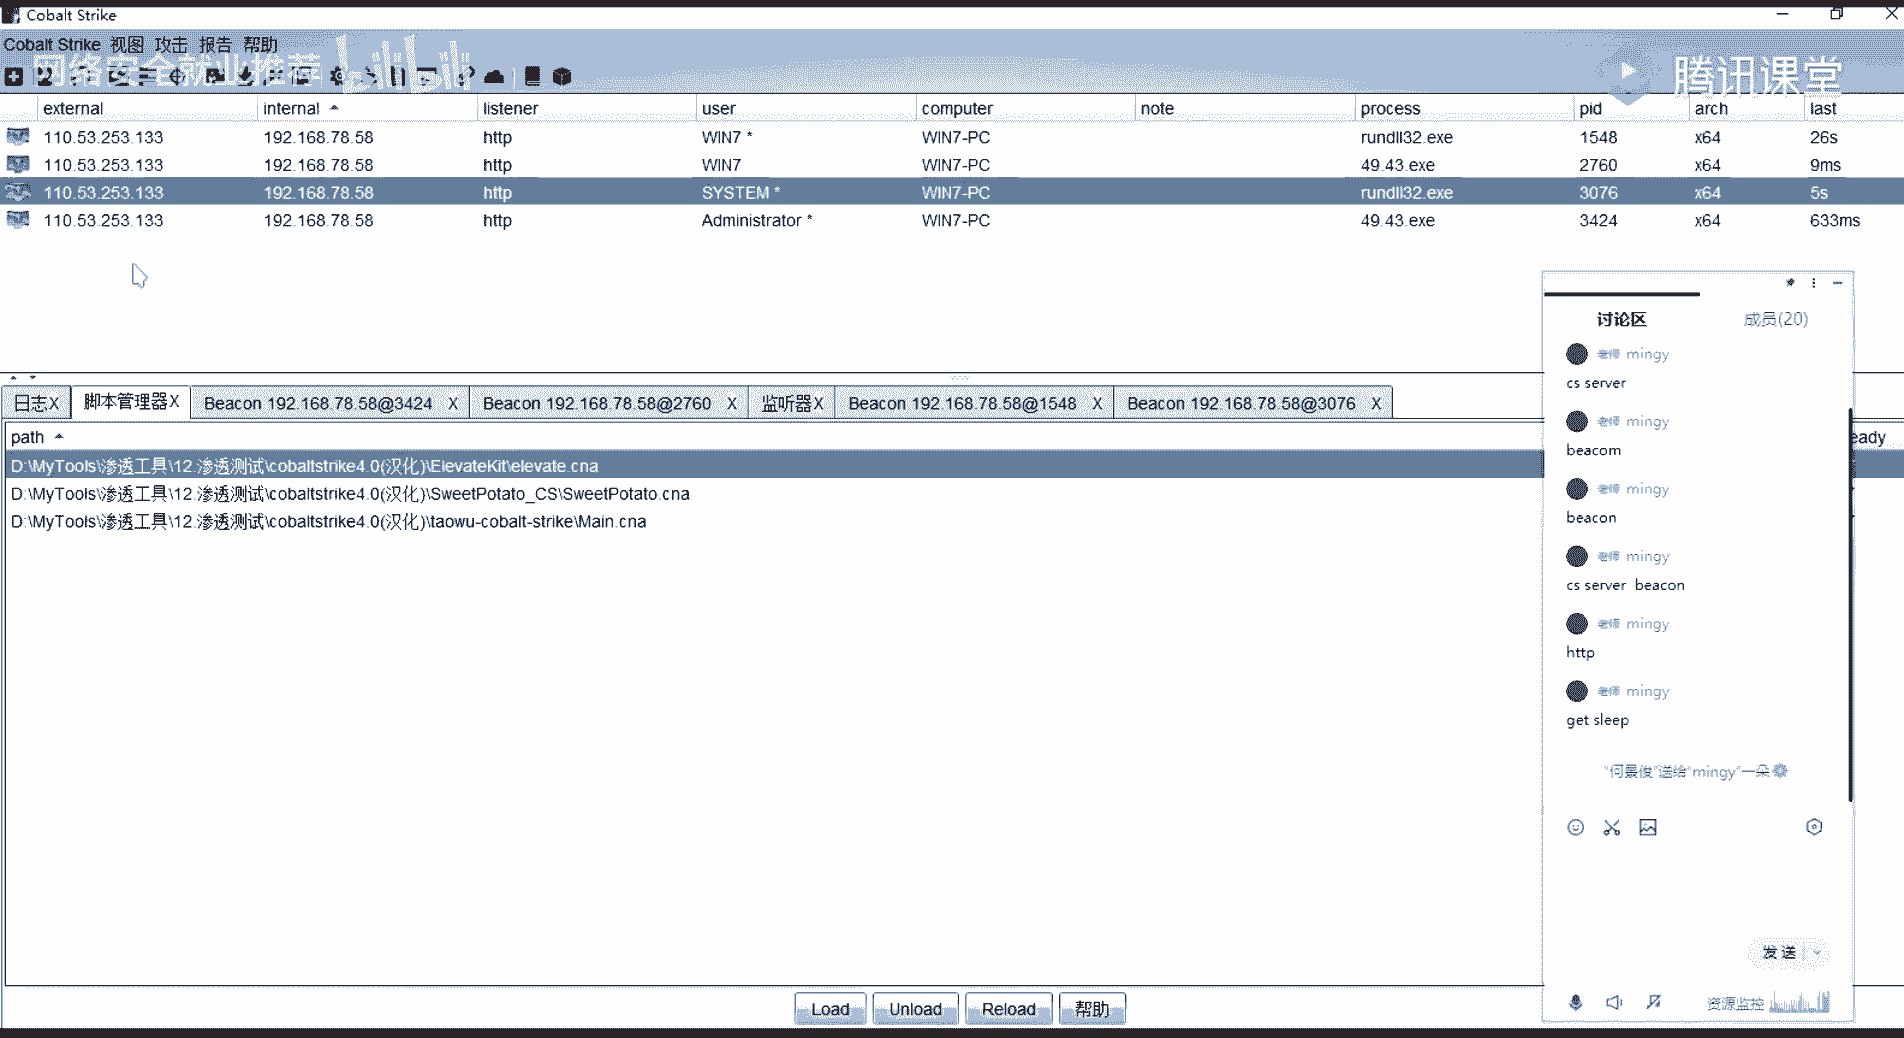 Cobalt Strike
Cobalt Strike 视图 攻击 报告 帮助
网络安全就业推荐 bilibili
腾讯课堂
external internal listener user computer note process pid arch last
110.53.253.133 192.168.78.58 http WIN7 * WIN7-PC rundll32.exe 1548 x64 26s
110.53.253.133 192.168.78.58 http WIN7 WIN7-PC 49.43.exe 2760 x64 9ms
110.53.253.133 192.168.78.58 http SYSTEM * WIN7-PC rundll32.exe 3076 x64 5s
110.53.253.133 192.168.78.58 http Administrator * WIN7-PC 49.43.exe 3424 x64 633ms
日志X 脚本管理器X Beacon 192.168.78.58@3424 X Beacon 192.168.78.58@2760 X 监听器X Beacon 192.168.78.58@1548 X Beacon 192.168.78.58@3076 X
path eady
D:\MyTools\渗透工具\12.渗透测试\cobaltstrike4.0(汉化)\ElevateKit\elevate.cna
D:\MyTools\渗透工具\12.渗透测试\cobaltstrike4.0(汉化)\SweetPotato_CS\SweetPotato.cna
D:\MyTools\渗透工具\12.渗透测试\cobaltstrike4.0(汉化)\taowu-cobalt-strike\Main.cna
Load Unload Reload 帮助
讨论区 成员(20)
老师 mingy
cs server
老师 mingy
beacom
老师 mingy
beacon
老师 mingy
cs server beacon
老师 mingy
http
老师 mingy
get sleep
"何景俊"送给"mingy"一朵
发送
资源监控